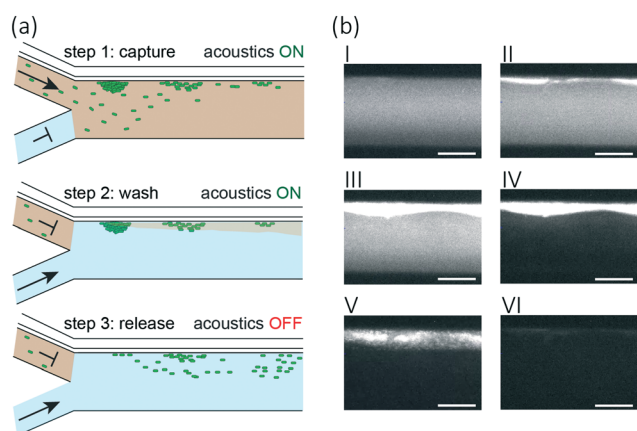 (a)
step 1: capture acoustics ON
step 2: wash acoustics ON
step 3: release acoustics OFF
(b)
I
II
III
IV
V
VI